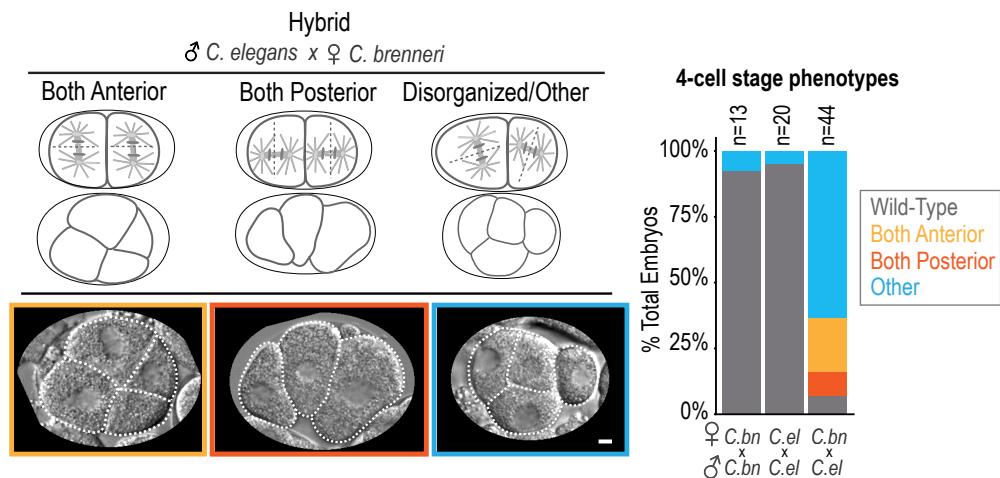 Hybrid
♂ C. elegans x ♀ C. brenneri
Both Anterior
Both Posterior
Disorganized/Other
4-cell stage phenotypes
n=13
n=20
n=44
% Total Embryos
100%
75%
50%
25%
0%
Wild-Type
Both Anterior
Both Posterior
Other
♀ C.bn C.el C.bn
x x x
♂ C.bn C.el C.el